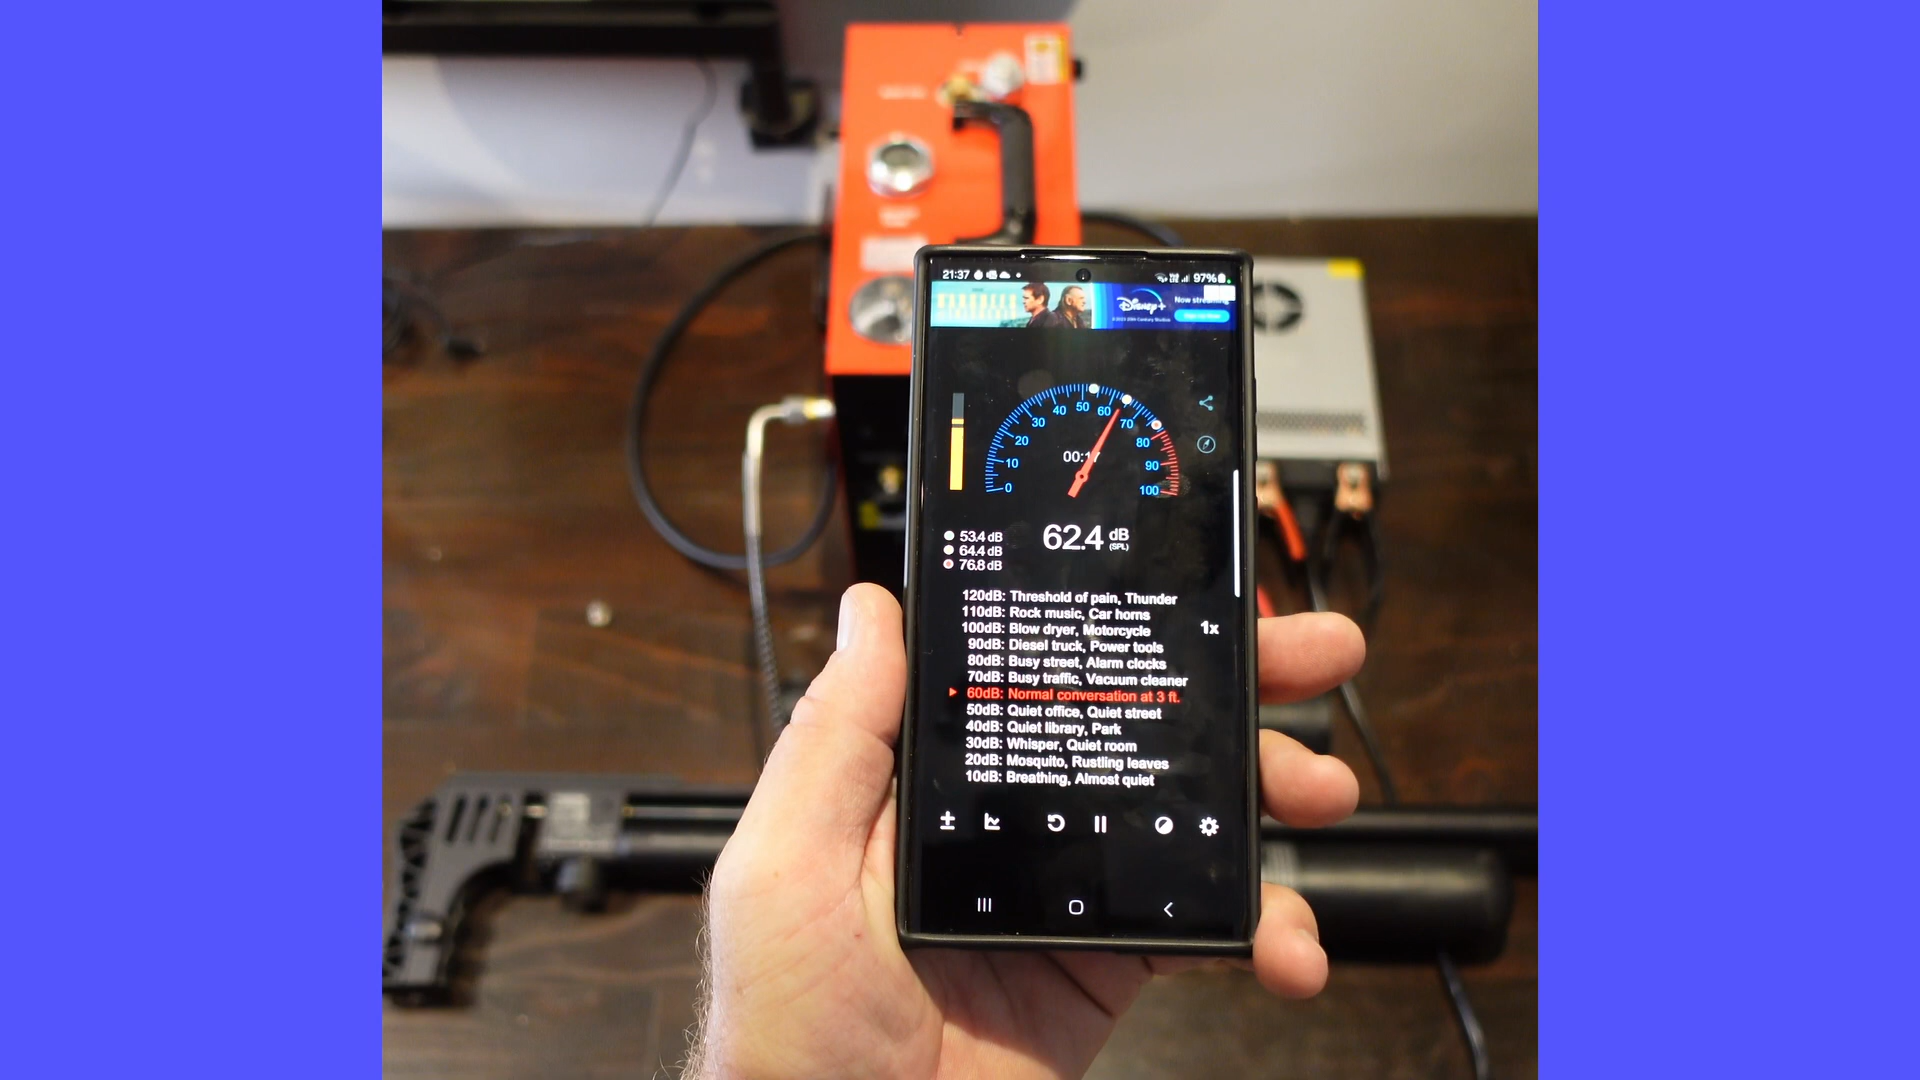 21:37
97%
Disney+
Now streaming
40 50 60
30
70
20
80
00:17
10
90
0
100
53.4 dB
62.4 dB
(SPL)
64.4 dB
76.8 dB
120dB: Threshold of pain, Thunder
110dB: Rock music, Car horns
100dB: Blow dryer, Motorcycle
1x
90dB: Diesel truck, Power tools
80dB: Busy street, Alarm clocks
70dB: Busy traffic, Vacuum cleaner
60dB: Normal conversation at 3 ft.
50dB: Quiet office, Quiet street
40dB: Quiet library, Park
30dB: Whisper, Quiet room
20dB: Mosquito, Rustling leaves
10dB: Breathing, Almost quiet